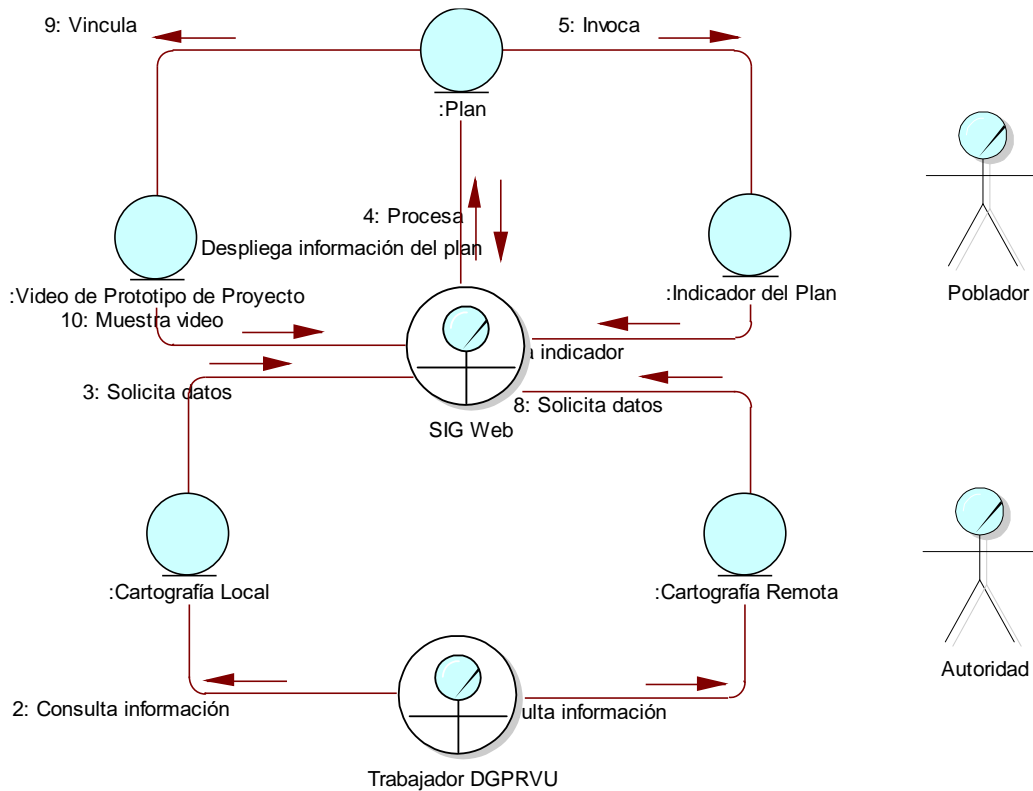 9: Vincula
5: Invoca
:Plan
4: Procesa
Despliega información del plan
:Video de Prototipo de Proyecto
:Indicador del Plan
Poblador
10: Muestra video
indicador
3: Solicita datos
8: Solicita datos
SIG Web
:Cartografía Local
:Cartografía Remota
Autoridad
2: Consulta información
ulta información
Trabajador DGPRVU